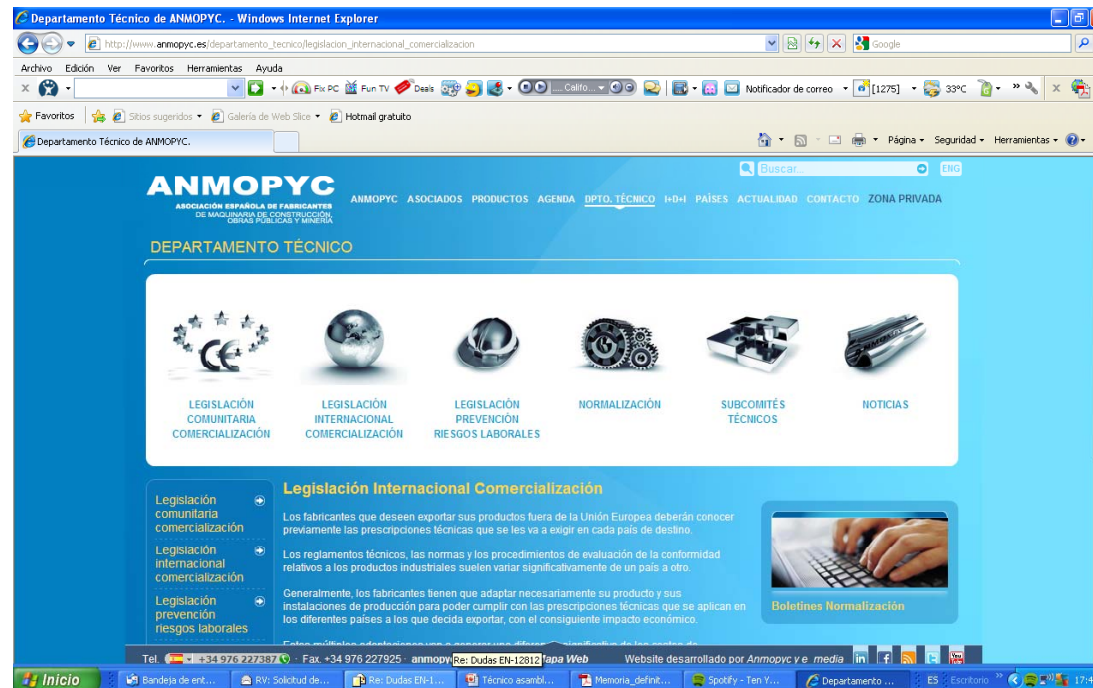 Departamento Técnico de ANMOPYC. - Windows Internet Explorer
http://www.anmopyc.es/departamento_tecnico/legislacion_internacional_comercializacion
Google
Archivo Edición Ver Favoritos Herramientas Ayuda
Fix PC Fun TV Deals .... Califo... Notificador de correo [1275] 33°C
Favoritos Sitios sugeridos Galería de Web Slice Hotmail gratuito
Departamento Técnico de ANMOPYC.
Página Seguridad Herramientas
Buscar... ENG
ANMOPYC
ASOCIACIÓN ESPAÑOLA DE FABRICANTES
DE MAQUINARIA DE CONSTRUCCIÓN,
OBRAS PÚBLICAS Y MINERÍA
ANMOPYC ASOCIADOS PRODUCTOS AGENDA DPTO. TÉCNICO I+D+I PAÍSES ACTUALIDAD CONTACTO ZONA PRIVADA
DEPARTAMENTO TÉCNICO
CE
ANMOPYC
LEGISLACIÓN
COMUNITARIA
COMERCIALIZACIÓN
LEGISLACIÓN
INTERNACIONAL
COMERCIALIZACIÓN
LEGISLACIÓN
PREVENCIÓN
RIESGOS LABORALES
NORMALIZACIÓN
SUBCOMITÉS
TÉCNICOS
NOTICIAS
Legislación
comunitaria
comercialización
Legislación
internacional
comercialización
Legislación
prevención
riesgos laborales
Legislación Internacional Comercialización
Los fabricantes que deseen exportar sus productos fuera de la Unión Europea deberán conocer
previamente las prescripciones técnicas que se les va a exigir en cada país de destino.
Los reglamentos técnicos, las normas y los procedimientos de evaluación de la conformidad
relativos a los productos industriales suelen variar significativamente de un país a otro.
Generalmente, los fabricantes tienen que adaptar necesariamente su producto y sus
instalaciones de producción para poder cumplir con las prescripciones técnicas que se aplican en
los diferentes países a los que decida exportar, con el consiguiente impacto económico.
Boletines Normalización
Tel. +34 976 227387 · Fax. +34 976 227925 · anmopy
Re: Dudas EN-12812
apa Web
Website desarrollado por Anmopyc y e media
Inicio
Bandeja de ent...
RV: Solicitud de...
Re: Dudas EN-1...
Técnico asambl...
Memoria_definit...
Spotify - Ten Y...
Departamento ...
ES
Escritorio
17:4